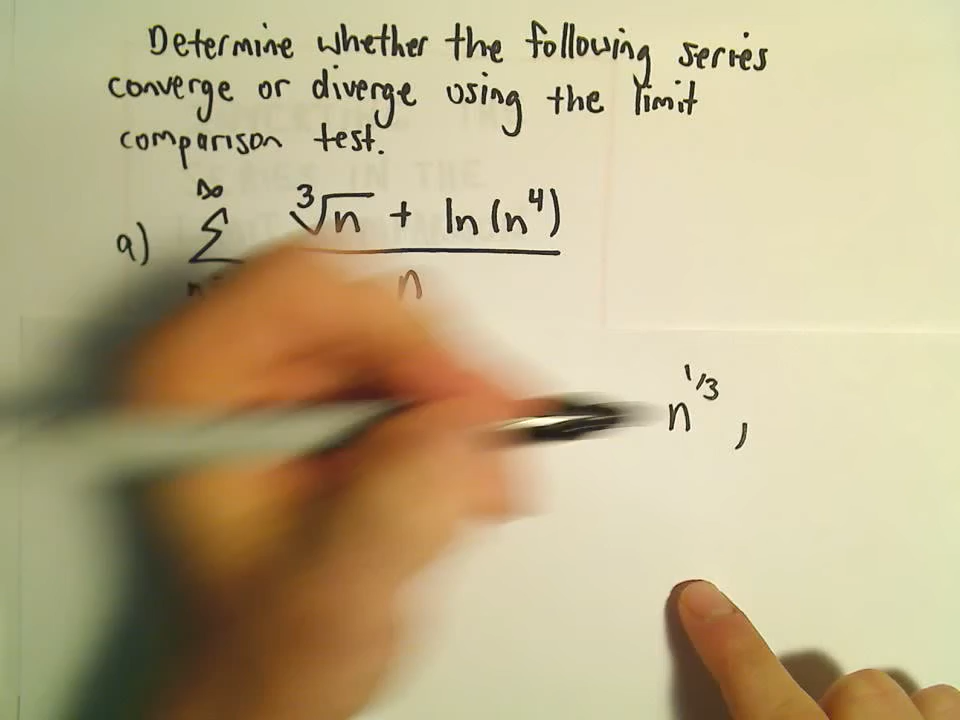 Determine whether the following series
converge or diverge using the limit
comparison test.
a) ∞ Σ n ∛n + ln(n⁴) / n
n^1/3 ,